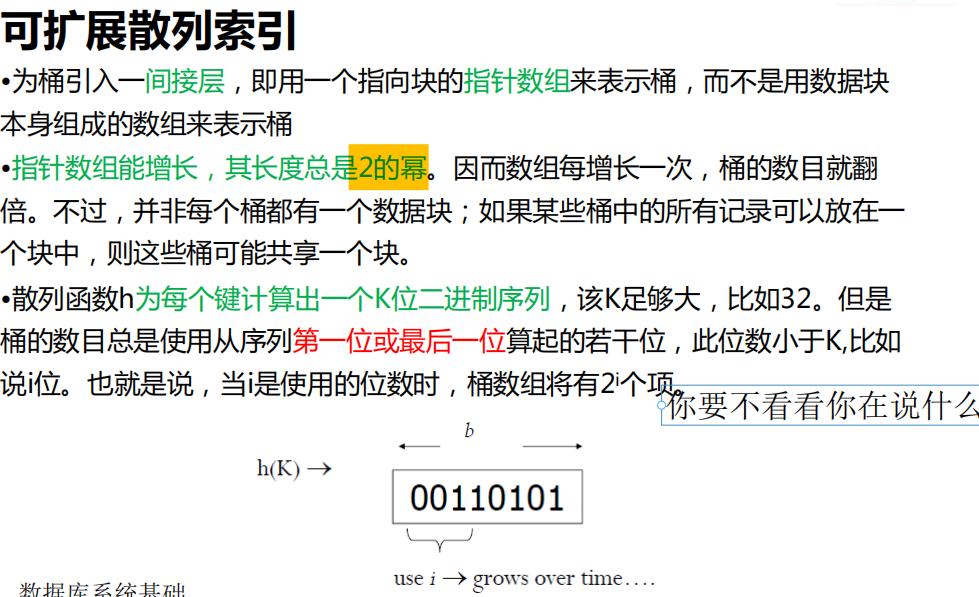 可扩展散列索引
•为桶引入一间接层，即用一个指向块的指针数组来表示桶，而不是用数据块
本身组成的数组来表示桶
•指针数组能增长，其长度总是2的幂。因而数组每增长一次，桶的数目就翻
倍。不过，并非每个桶都有一个数据块；如果某些桶中的所有记录可以放在一
个块中，则这些桶可能共享一个块。
•散列函数h为每个键计算出一个K位二进制序列，该K足够大，比如32。但是
桶的数目总是使用从序列第一位或最后一位算起的若干位，此位数小于K,比如
说i位。也就是说，当i是使用的位数时，桶数组将有2ⁱ个项。
你要不看看你在说什么
b
h(K) →
00110101
use i → grows over time….
数据库系统基础